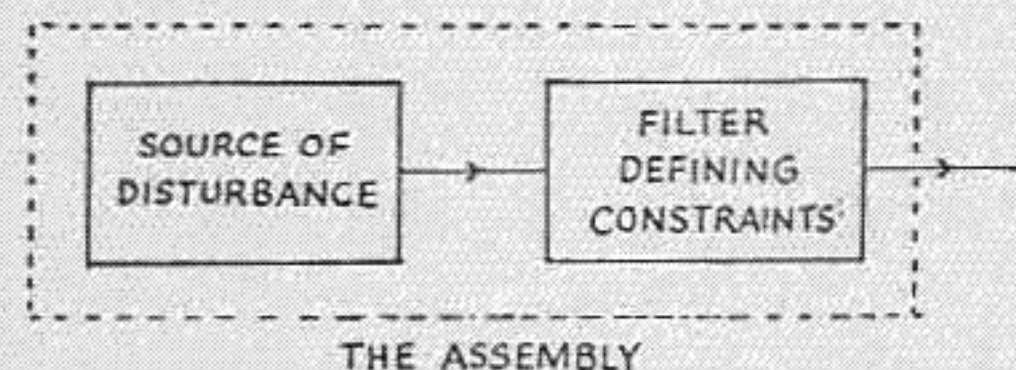 SOURCE OF
DISTURBANCE
FILTER
DEFINING
CONSTRAINTS
THE ASSEMBLY